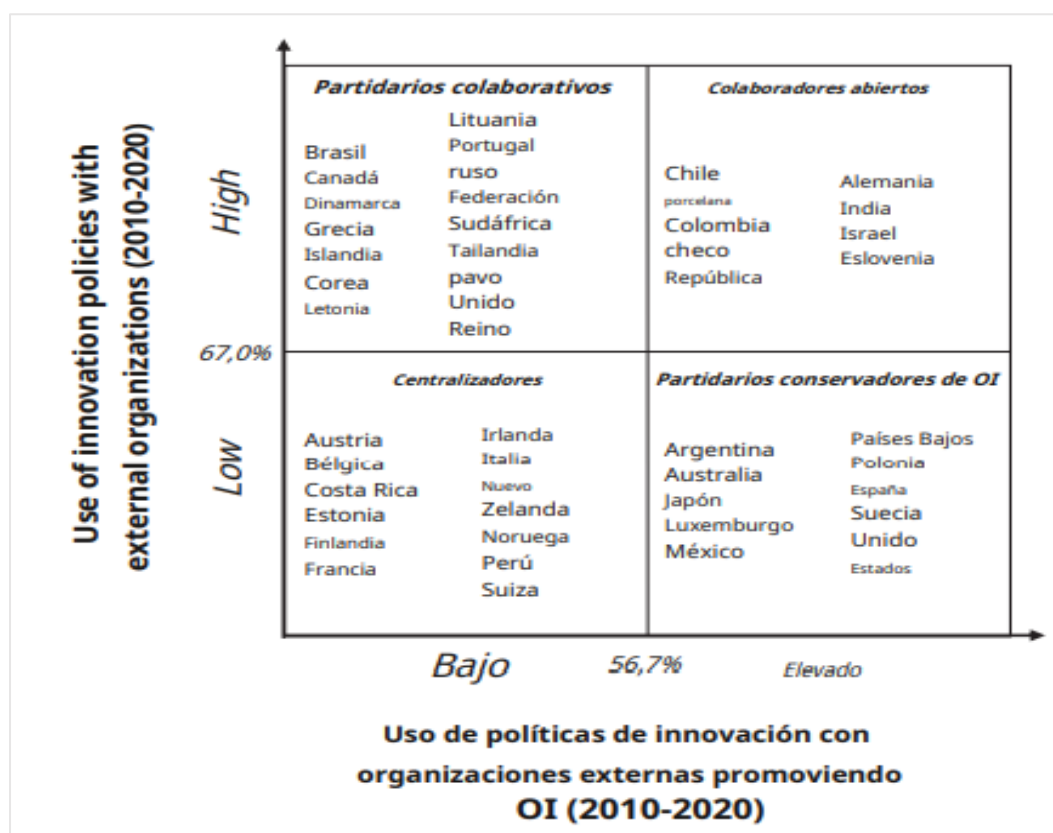 Use of innovation policies with
external organizations (2010-2020)
High
67,0%
Low
Partidarios colaborativos
Brasil
Canadá
Dinamarca
Grecia
Islandia
Corea
Letonia
Lituania
Portugal
ruso
Federación
Sudáfrica
Tailandia
pavo
Unido
Reino
Colaboradores abiertos
Chile
porcelana
Colombia
checo
República
Alemania
India
Israel
Eslovenia
Centralizadores
Austria
Bélgica
Costa Rica
Estonia
Finlandia
Francia
Irlanda
Italia
Nuevo
Zelanda
Noruega
Perú
Suiza
Partidarios conservadores de OI
Argentina
Australia
Japón
Luxemburgo
México
Países Bajos
Polonia
España
Suecia
Unido
Estados
Bajo
56,7%
Elevado
Uso de políticas de innovación con
organizaciones externas promoviendo
OI (2010-2020)